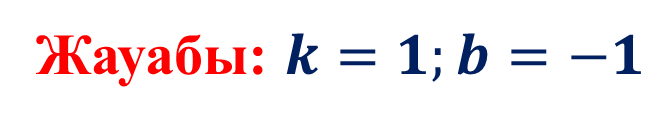 Жауабы: k = 1; b = −1